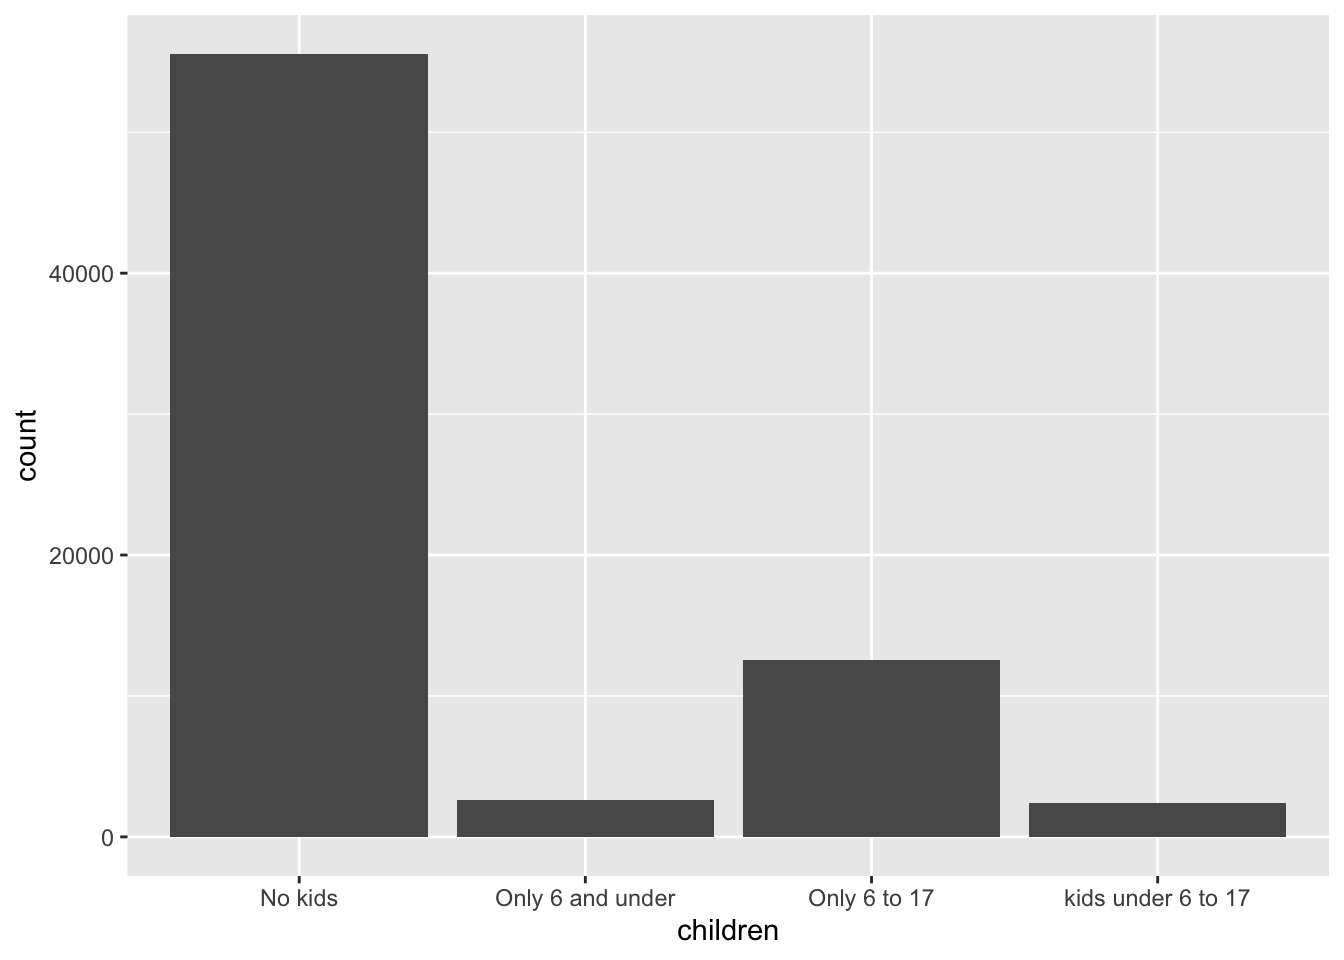 count
40000
20000
0
No kids
Only 6 and under
Only 6 to 17
kids under 6 to 17
children